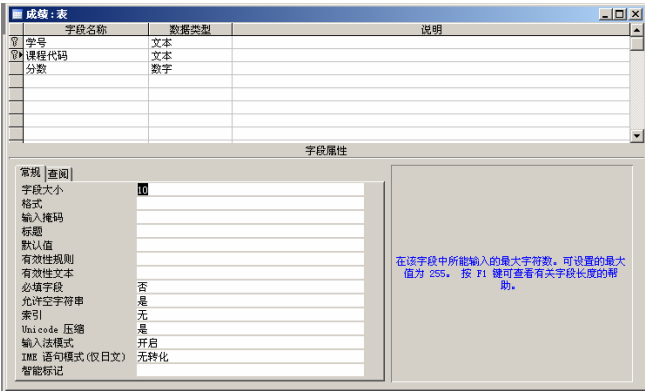 成绩:表
字段名称 数据类型 说明
学号 文本
课程代码 文本
分数 数字
字段属性
常规 查阅
字段大小 10
格式
输入掩码
标题
默认值
有效性规则
有效性文本
必填字段 否
允许空字符串 是
索引 无
Unicode 压缩 是
输入法模式 开启
IME 语句模式(仅日文) 无转化
智能标记
在该字段中所能输入的最大字符数。可设置的最大
值为 255。 按 F1 键可查看有关字段长度的帮
助。